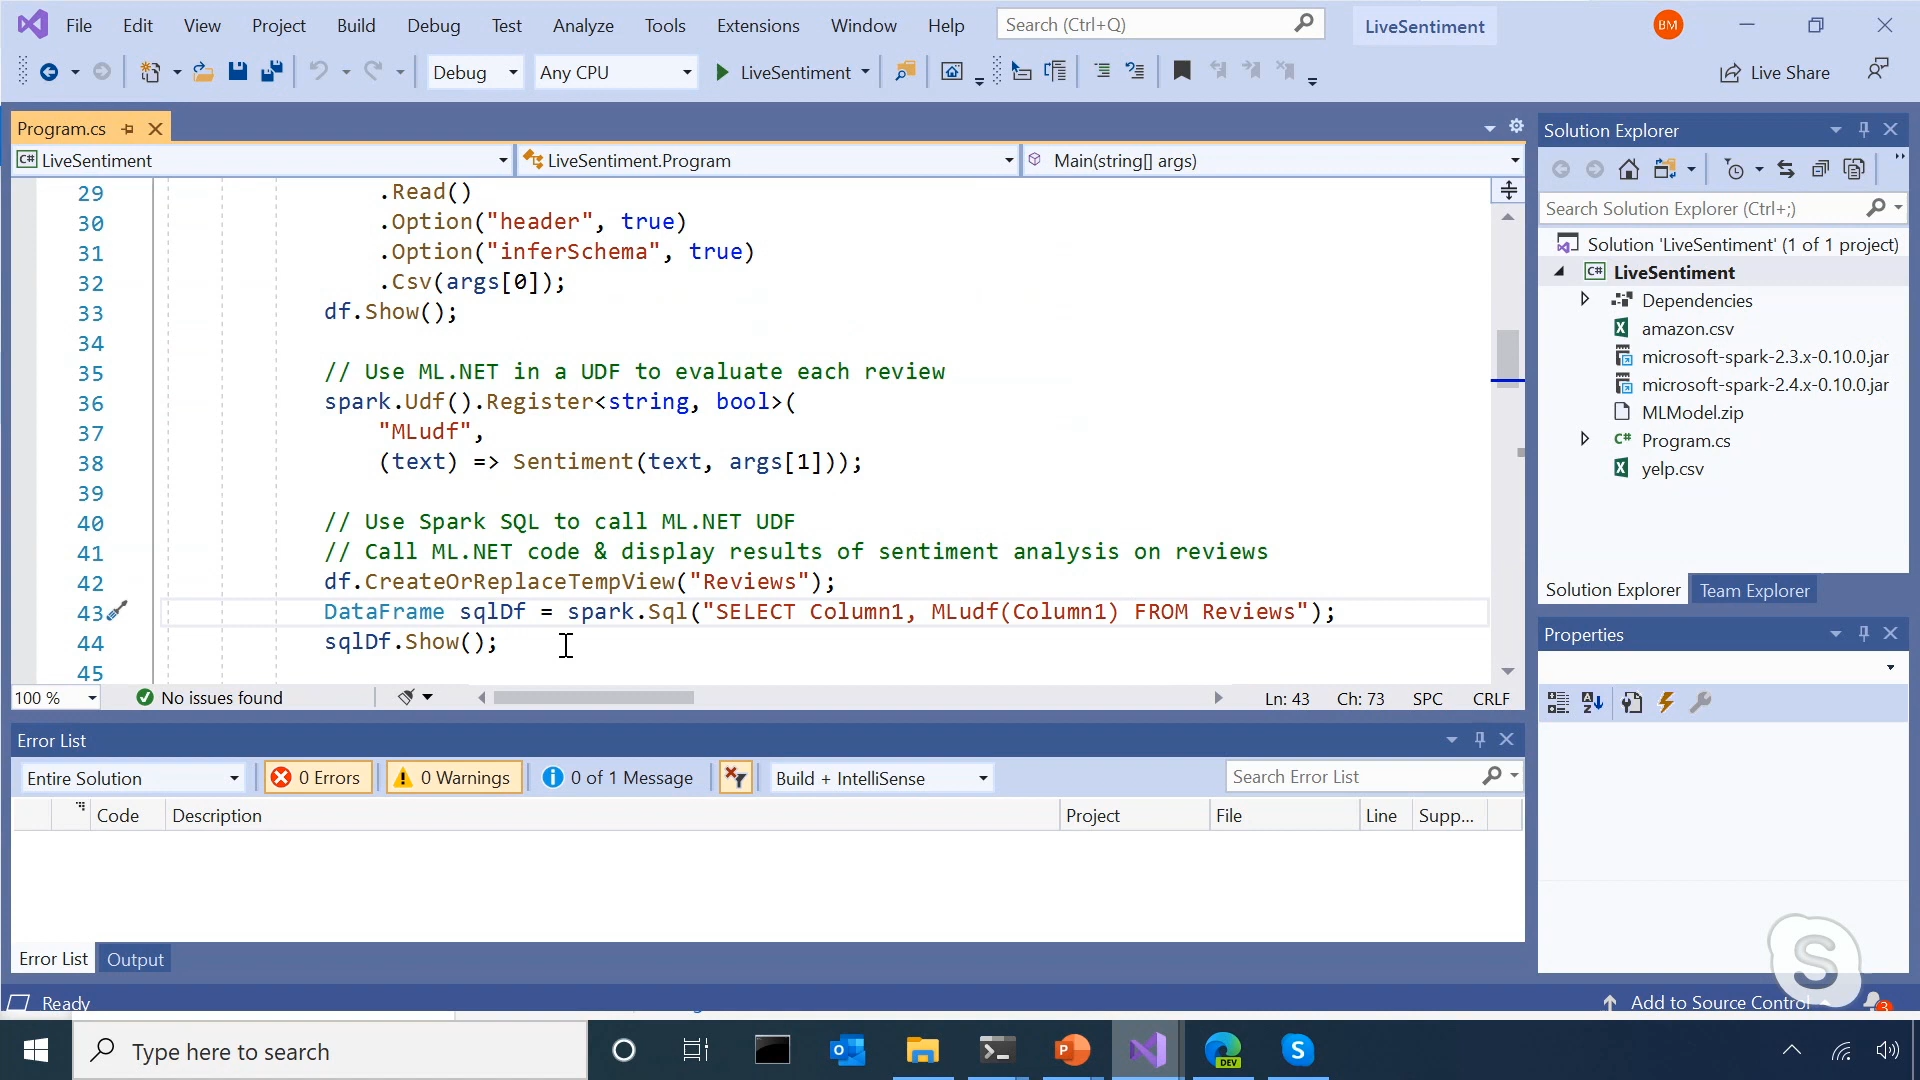 File Edit View Project Build Debug Test Analyze Tools Extensions Window Help Search (Ctrl+Q) LiveSentiment BM
Debug Any CPU LiveSentiment Live Share
Program.cs
C# LiveSentiment LiveSentiment.Program Main(string[] args)
29 .Read()
30 .Option("header", true)
31 .Option("inferSchema", true)
32 .Csv(args[0]);
33 df.Show();
34
35 // Use ML.NET in a UDF to evaluate each review
36 spark.Udf().Register<string, bool>(
37 "MLudf",
38 (text) => Sentiment(text, args[1]));
39
40 // Use Spark SQL to call ML.NET UDF
41 // Call ML.NET code & display results of sentiment analysis on reviews
42 df.CreateOrReplaceTempView("Reviews");
43 DataFrame sqlDf = spark.Sql("SELECT Column1, MLudf(Column1) FROM Reviews");
44 sqlDf.Show();
45
100 % No issues found Ln: 43 Ch: 73 SPC CRLF
Error List
Entire Solution 0 Errors 0 Warnings 0 of 1 Message Build + IntelliSense Search Error List
Code Description Project File Line Supp...
Error List Output
Solution Explorer
Search Solution Explorer (Ctrl+;)
Solution 'LiveSentiment' (1 of 1 project)
C# LiveSentiment
Dependencies
amazon.csv
microsoft-spark-2.3.x-0.10.0.jar
microsoft-spark-2.4.x-0.10.0.jar
MLModel.zip
C# Program.cs
yelp.csv
Solution Explorer Team Explorer
Properties
Ready Add to Source Control 3
Type here to search DEV